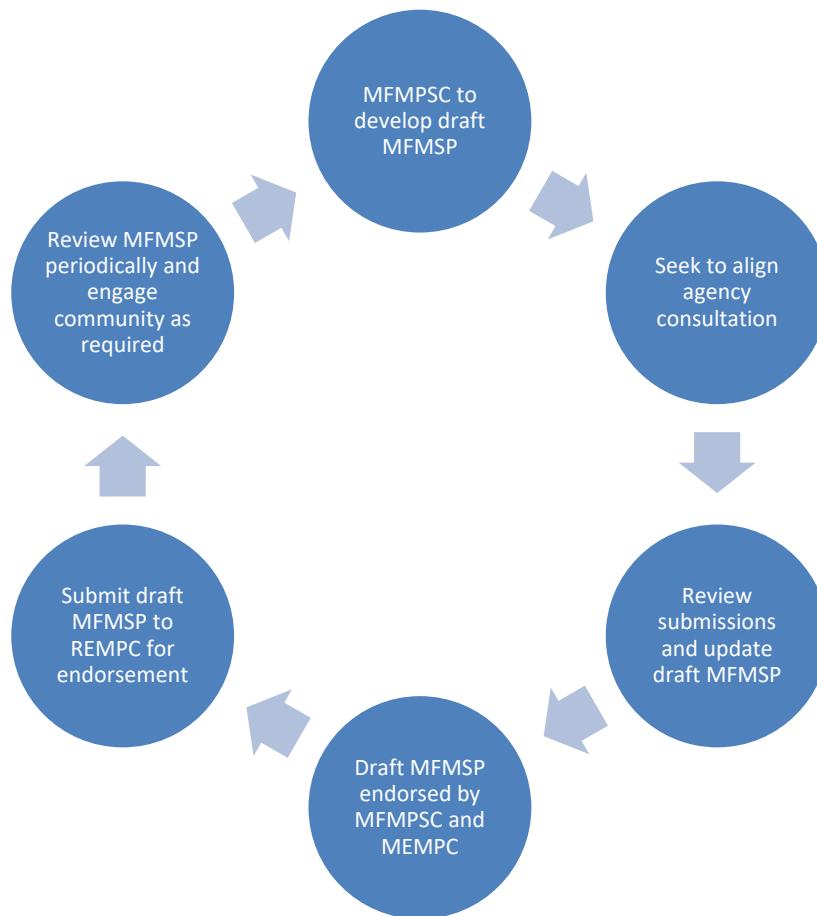 MFMPSC to
develop draft
MFMSP
Seek to align
agency
consultation
Review
submissions
and update
draft MFMSP
Draft MFMSP
endorsed by
MFMPSC and
MEMPC
Submit draft
MFMSP to
REMPC for
endorsement
Review MFMSP
periodically and
engage
community as
required